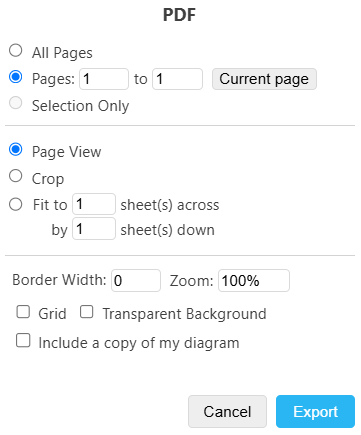 PDF
All Pages
Pages: 1 to 1 Current page
Selection Only
Page View
Crop
Fit to 1 sheet(s) across
by 1 sheet(s) down
Border Width: 0 Zoom: 100%
Grid Transparent Background
Include a copy of my diagram
Cancel Export